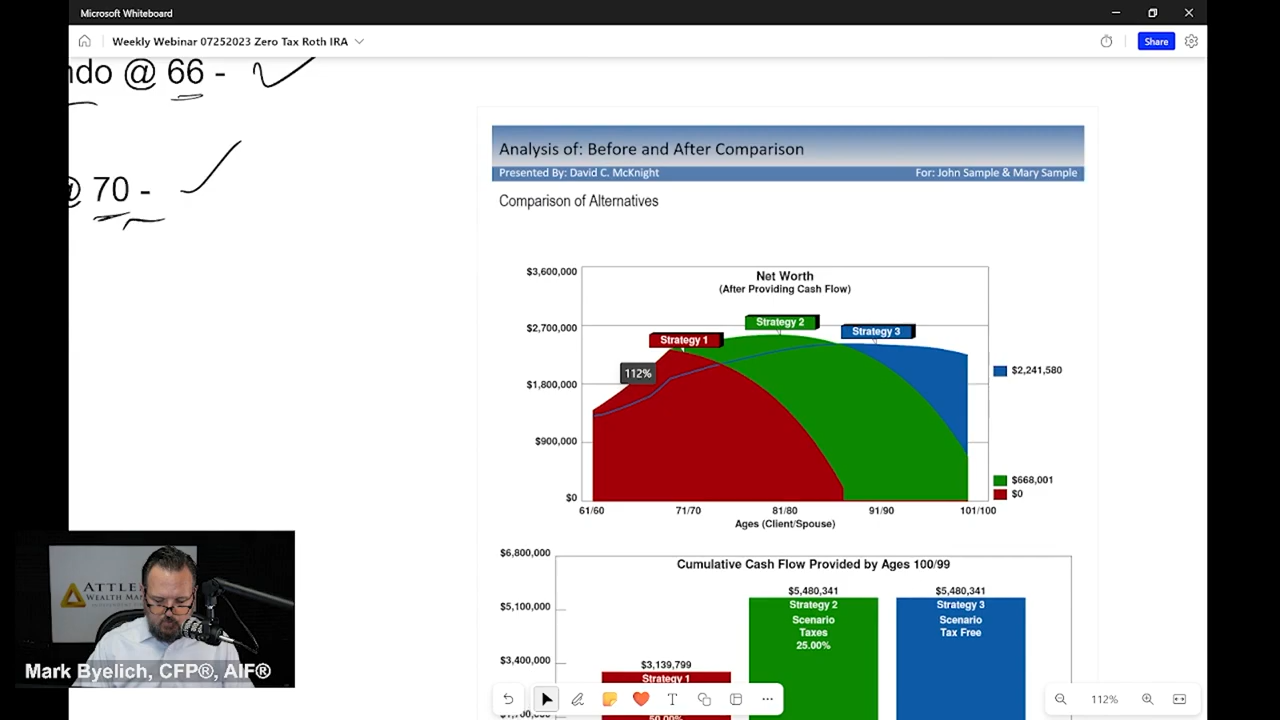 Microsoft Whiteboard
Weekly Webinar 07252023 Zero Tax Roth IRA
Share
@ 66 -
70 -
Analysis of: Before and After Comparison
Presented By: David C. McKnight
For: John Sample & Mary Sample
Comparison of Alternatives
Net Worth
(After Providing Cash Flow)
$3,600,000
$2,700,000
$1,800,000
$900,000
$0
Strategy 1
Strategy 2
Strategy 3
112%
$2,241,580
$668,001
$0
61/60
71/70
81/80
91/90
101/100
Ages (Client/Spouse)
Cumulative Cash Flow Provided by Ages 100/99
$6,800,000
$5,100,000
$3,400,000
$3,139,799
Strategy 1
$5,480,341
Strategy 2
Scenario
Taxes
25.00%
$5,480,341
Strategy 3
Scenario
Tax Free
Mark Byelich, CFP®, AIF®
112%